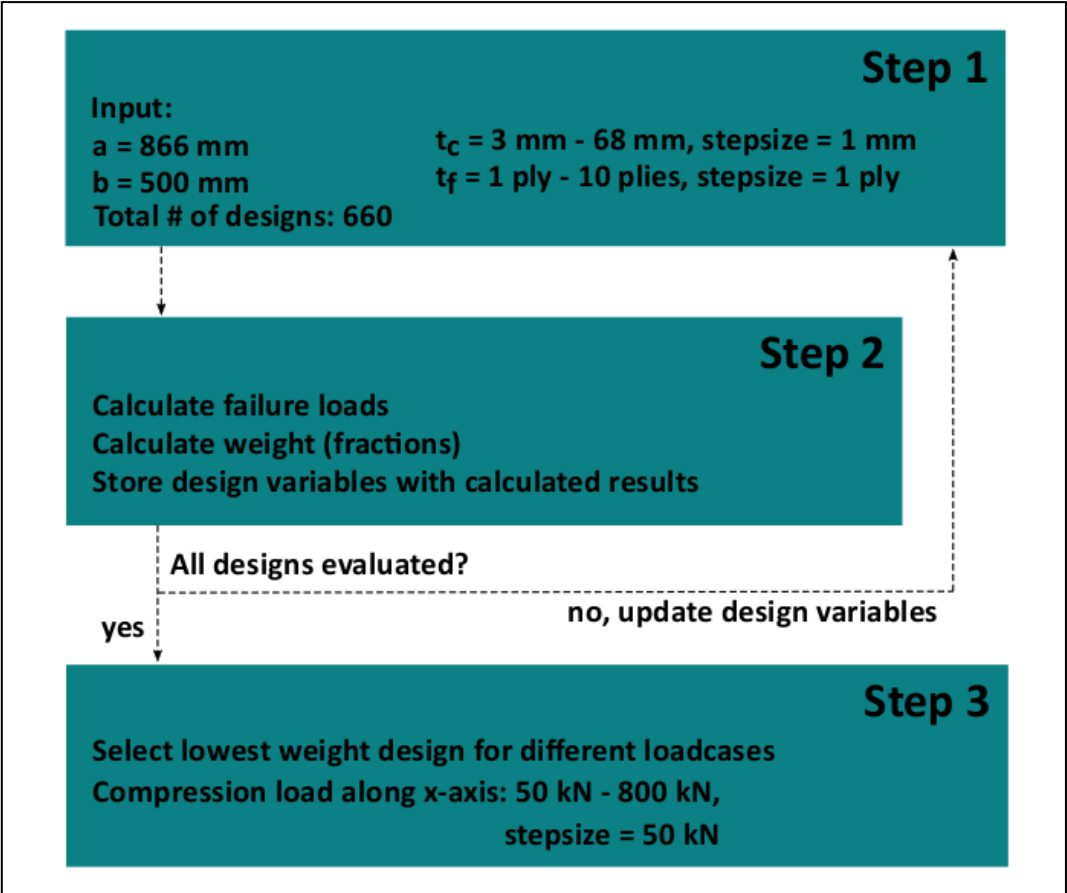 Step 1
Input:
a = 866 mm
b = 500 mm
Total # of designs: 660
tc = 3 mm - 68 mm, stepsize = 1 mm
tf = 1 ply - 10 plies, stepsize = 1 ply
Step 2
Calculate failure loads
Calculate weight (fractions)
Store design variables with calculated results
All designs evaluated?
no, update design variables
yes
Step 3
Select lowest weight design for different loadcases
Compression load along x-axis: 50 kN - 800 kN,
stepsize = 50 kN